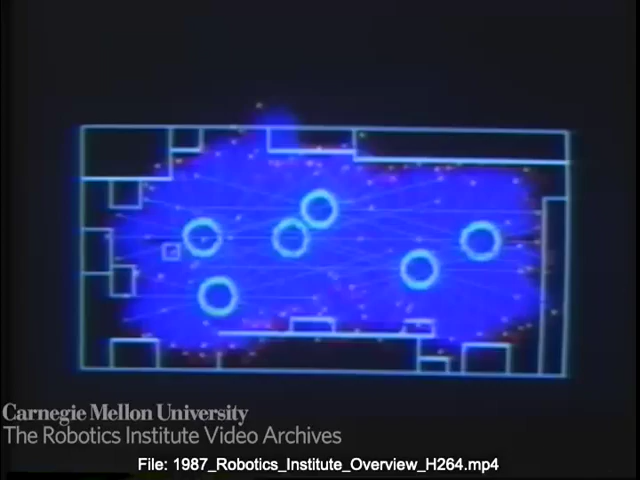 Carnegie Mellon University
The Robotics Institute Video Archives
File: 1987_Robotics_Institute_Overview_H264.mp4